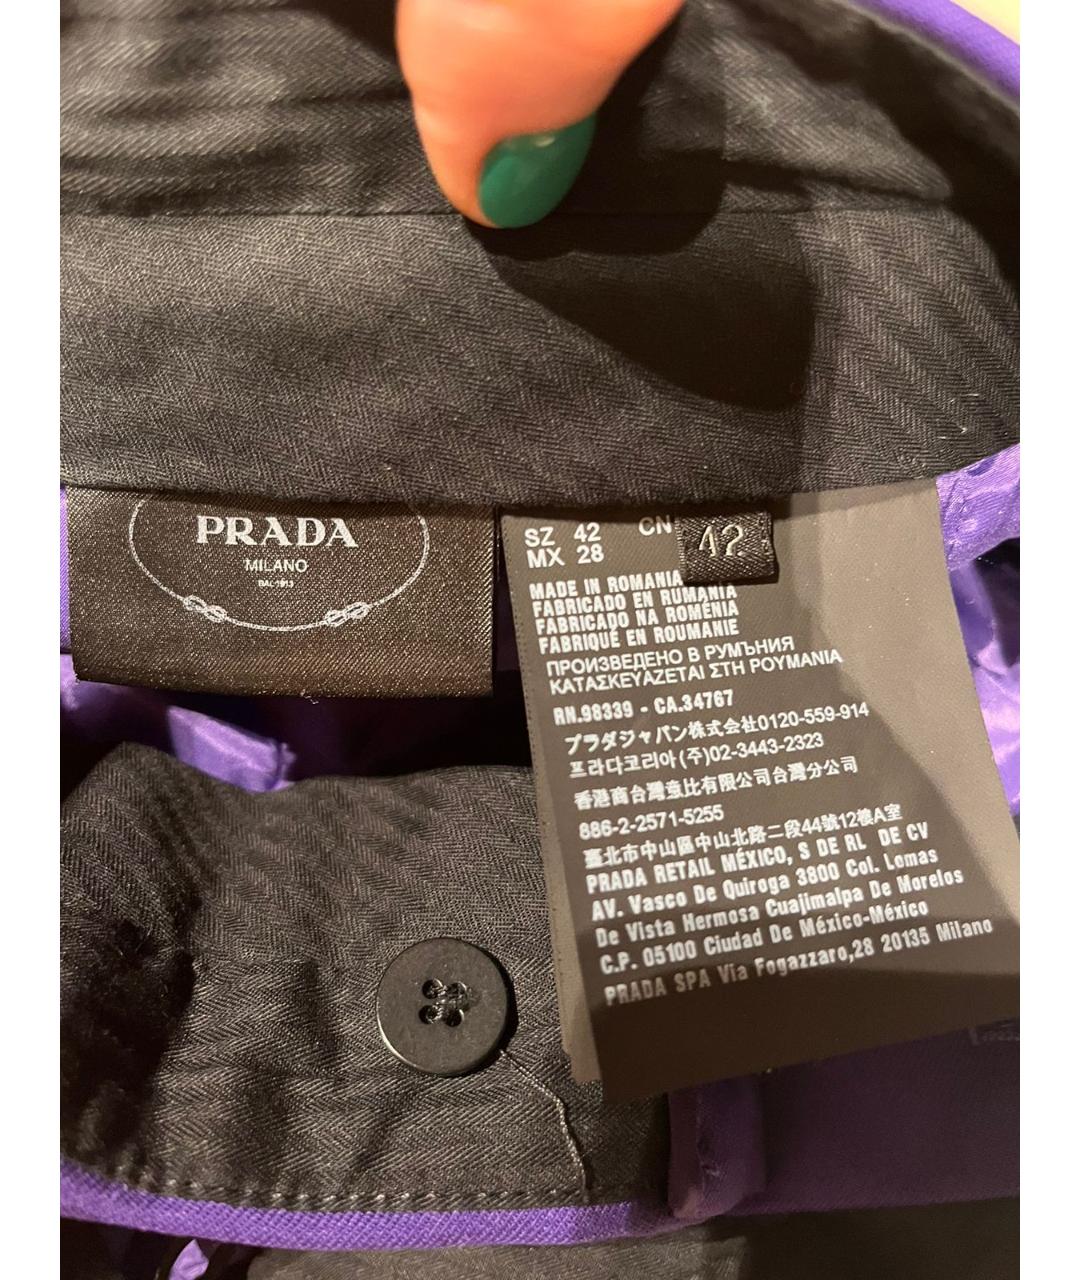 PRADA
MILANO
DAL 1913
SZ 42 CN
MX 28
42
MADE IN ROMANIA
FABRICADO EN RUMANIA
FABRICADO NA ROMÉNIA
FABRIQUÉ EN ROUMANIE
ПРОИЗВЕДЕНО В РУМЪНИЯ
ΚΑΤΑΣΚΕΥΑΖΕΤΑΙ ΣΤΗ ΡΟΥΜΑΝΙΑ
RN.98339 - CA.34767
プラダジャパン株式会社0120-559-914
프라다코리아(주)02-3443-2323
香港商台灣壹比有限公司台灣分公司
886-2-2571-5255
臺北市中山區中山北路二段44號12樓A室
PRADA RETAIL MÉXICO, S DE RL DE CV
AV. Vasco De Quiroga 3800 Col. Lomas
De Vista Hermosa Cuajimalpa De Morelos
C.P. 05100 Ciudad De México-México
PRADA SPA Via Fogazzaro,28 20135 Milano